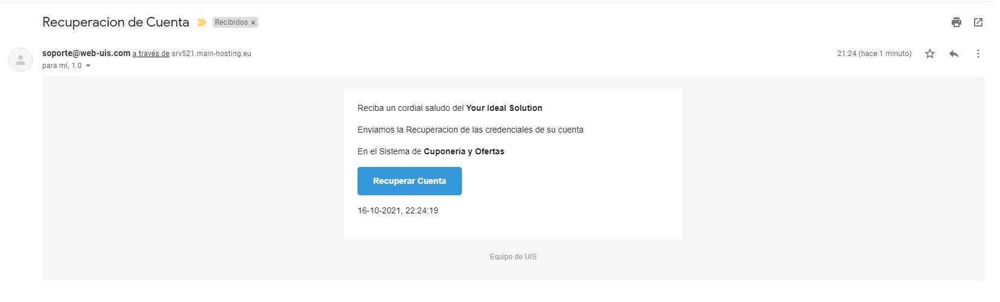 Recuperacion de Cuenta Recibidos x
soporte@web-uis.com a través de srv521.main-hosting.eu 21:24 (hace 1 minuto)
para mí, 1.0
Reciba un cordial saludo del Your Ideal Solution
Enviamos la Recuperacion de las credenciales de su cuenta
En el Sistema de Cuponeria y Ofertas
Recuperar Cuenta
16-10-2021, 22:24:19
Equipo de UIS